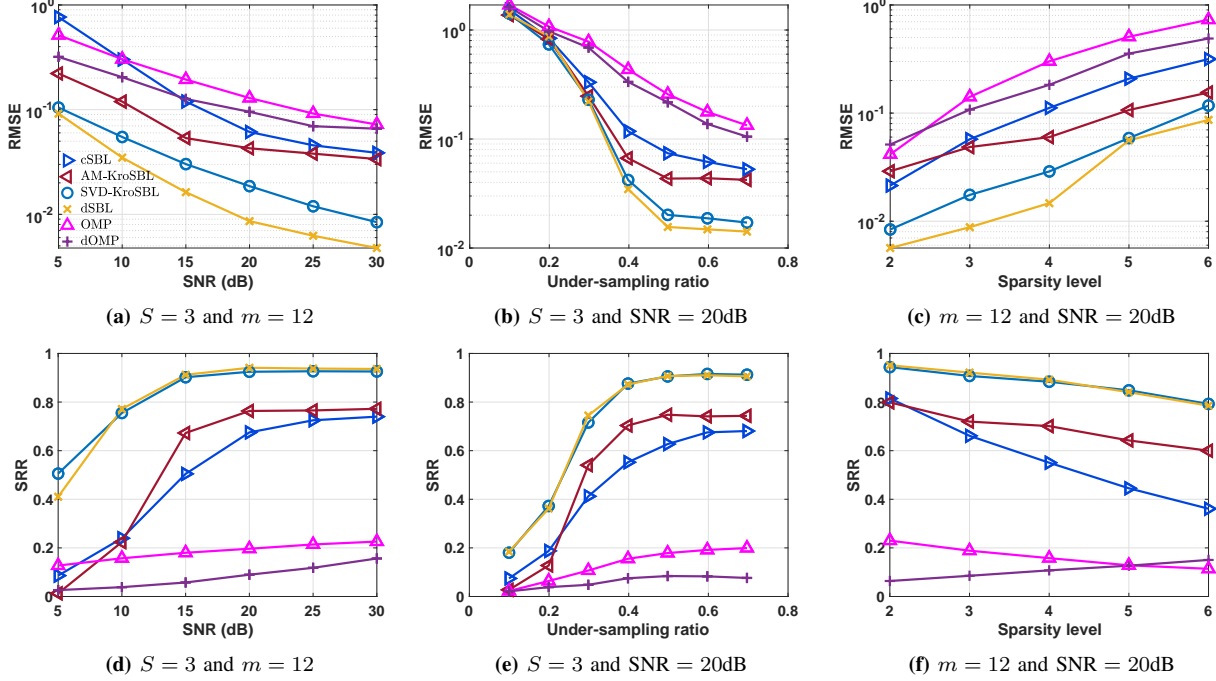 10^0
10^-1
10^-2
RMSE
cSBL
AM-KroSBL
SVD-KroSBL
dSBL
OMP
dOMP
5 10 15 20 25 30
SNR (dB)
(a) S = 3 and m = 12
10^0
10^-1
10^-2
RMSE
0 0.2 0.4 0.6 0.8
Under-sampling ratio
(b) S = 3 and SNR = 20dB
10^0
10^-1
10^-2
RMSE
2 3 4 5 6
Sparsity level
(c) m = 12 and SNR = 20dB
1
0.8
0.6
0.4
0.2
0
SRR
5 10 15 20 25 30
SNR (dB)
(d) S = 3 and m = 12
1
0.8
0.6
0.4
0.2
0
SRR
0 0.2 0.4 0.6 0.8
Under-sampling ratio
(e) S = 3 and SNR = 20dB
1
0.8
0.6
0.4
0.2
0
SRR
2 3 4 5 6
Sparsity level
(f) m = 12 and SNR = 20dB